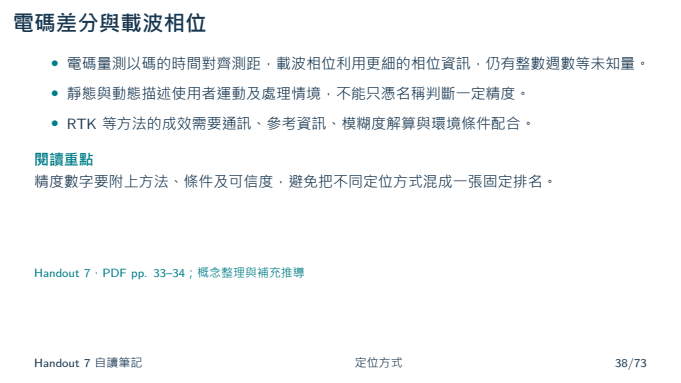 電碼差分與載波相位
• 電碼量測以碼的時間對齊測距，載波相位利用更細的相位資訊，仍有整數週數等未知量。
• 靜態與動態描述使用者運動及處理情境，不能只憑名稱判斷一定精度。
• RTK 等方法的成效需要通訊、參考資訊、模糊度解算與環境條件配合。
閱讀重點
精度數字要附上方法、條件及可信度，避免把不同定位方式混成一張固定排名。
Handout 7 · PDF pp. 33–34；概念整理與補充推導
Handout 7 自讀筆記 定位方式 38/73